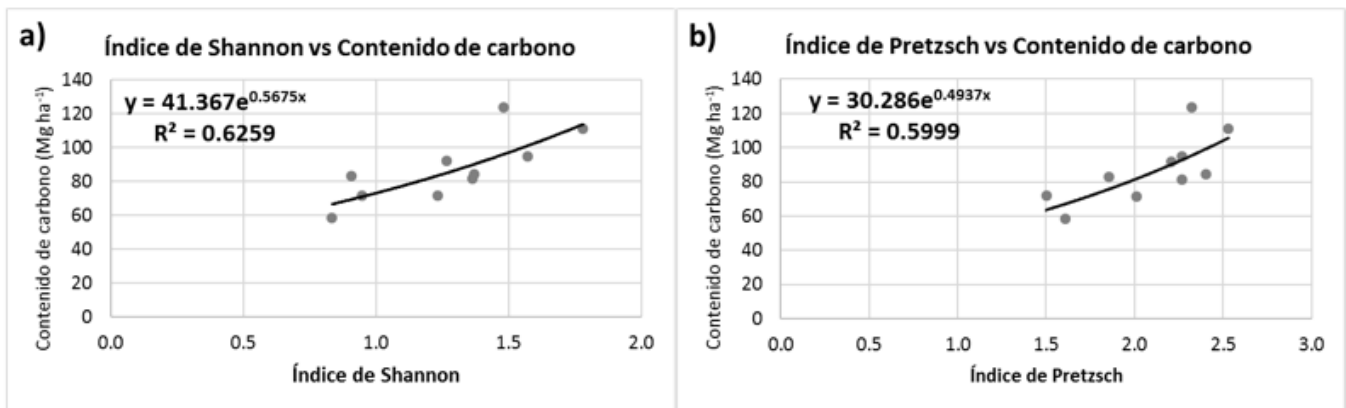 a)
Índice de Shannon vs Contenido de carbono
y = 41.367e^0.5675x
R² = 0.6259
Contenido de carbono (Mg ha⁻¹)
140
120
100
80
60
40
20
0
0.0 0.5 1.0 1.5 2.0
Índice de Shannon
b)
Índice de Pretzsch vs Contenido de carbono
y = 30.286e^0.4937x
R² = 0.5999
Contenido de carbono (Mg ha⁻¹)
140
120
100
80
60
40
20
0
0.0 0.5 1.0 1.5 2.0 2.5 3.0
Índice de Pretzsch